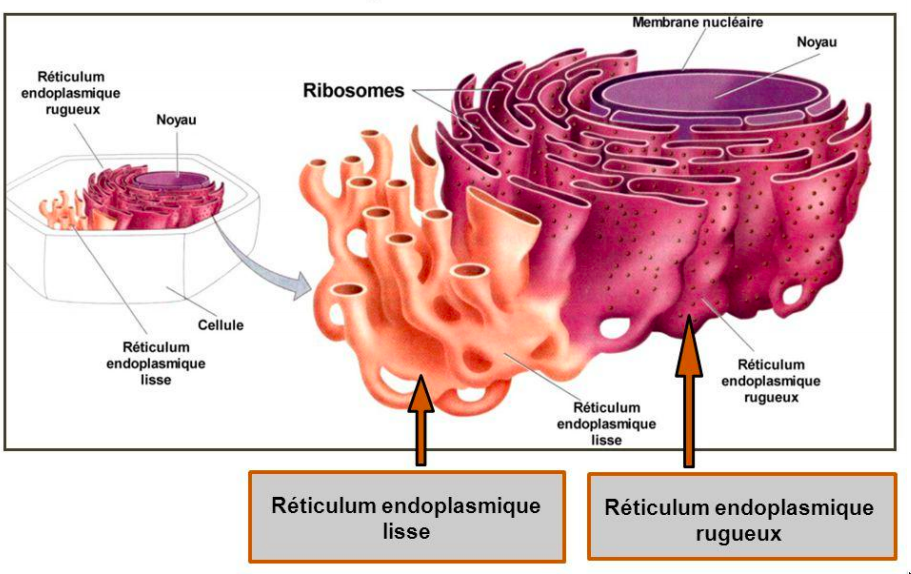 Membrane nucléaire
Noyau
Réticulum
endoplasmique
rugueux
Ribosomes
Noyau
Cellule
Réticulum
endoplasmique
lisse
Réticulum
endoplasmique
rugueux
Réticulum
endoplasmique
lisse
Réticulum endoplasmique
lisse
Réticulum endoplasmique
rugueux